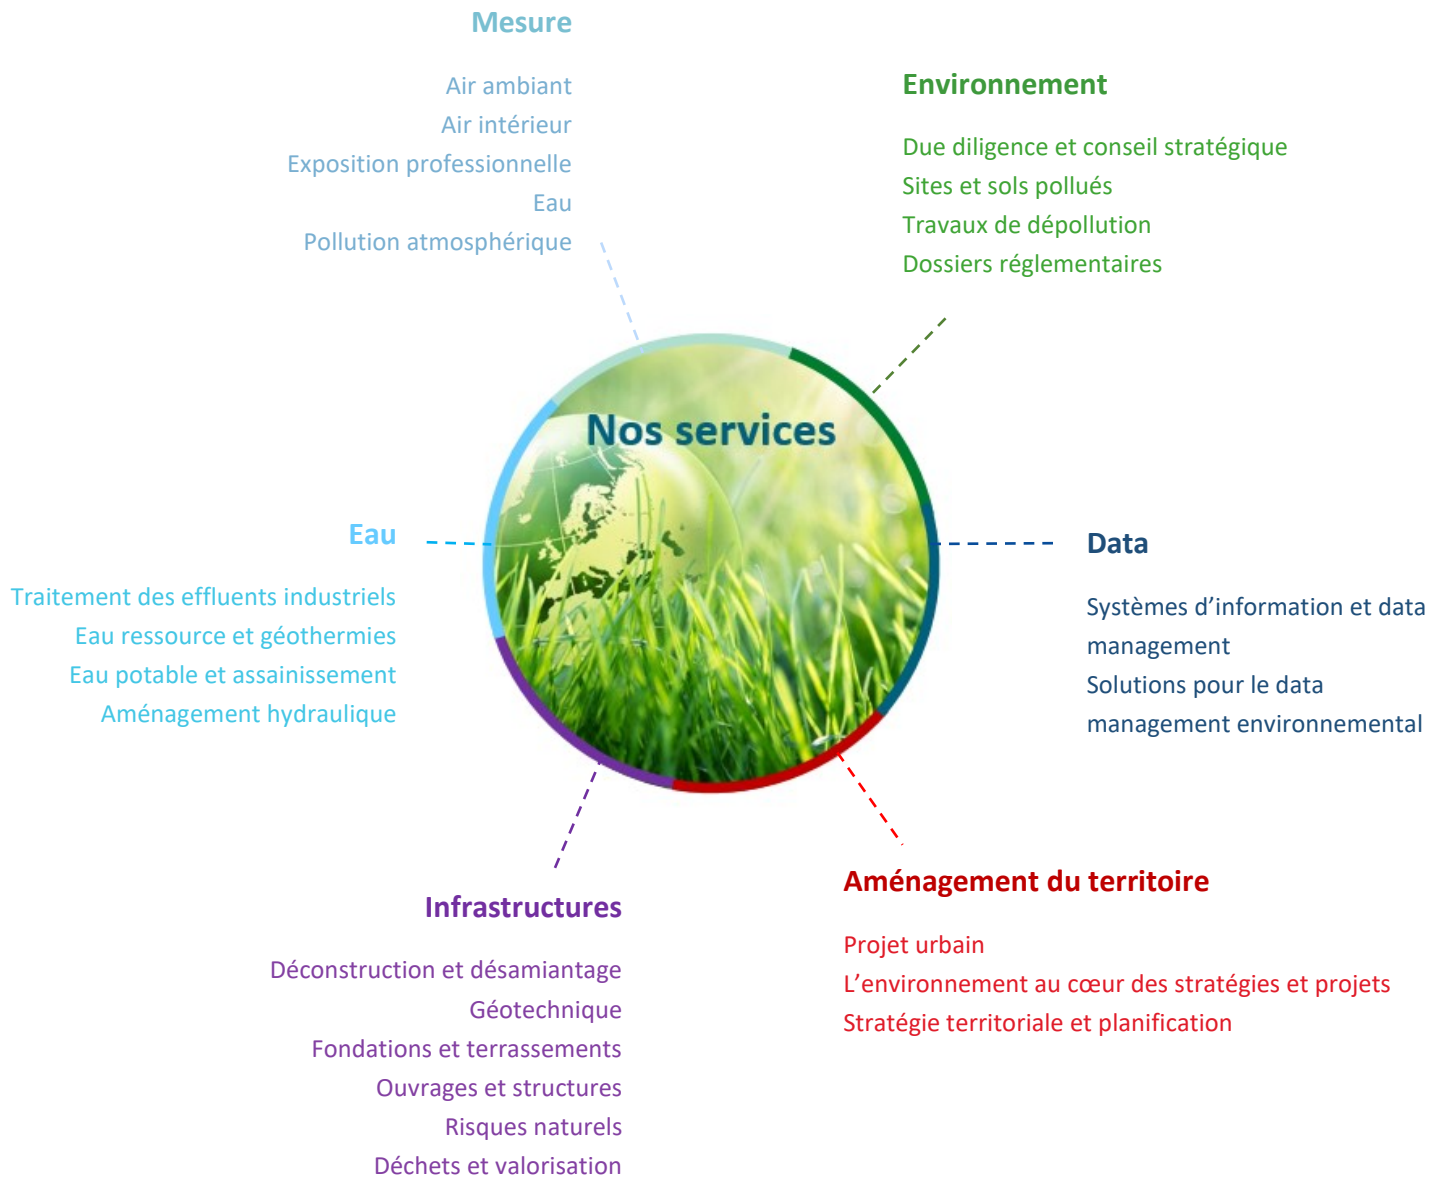 Mesure
Air ambiant
Air intérieur
Exposition professionnelle
Eau
Pollution atmosphérique
Environnement
Due diligence et conseil stratégique
Sites et sols pollués
Travaux de dépollution
Dossiers réglementaires
Nos services
Eau
Traitement des effluents industriels
Eau ressource et géothermies
Eau potable et assainissement
Aménagement hydraulique
Data
Systèmes d’information et data
management
Solutions pour le data
management environnemental
Infrastructures
Déconstruction et désamiantage
Géotechnique
Fondations et terrassements
Ouvrages et structures
Risques naturels
Déchets et valorisation
Aménagement du territoire
Projet urbain
L’environnement au cœur des stratégies et projets
Stratégie territoriale et planification